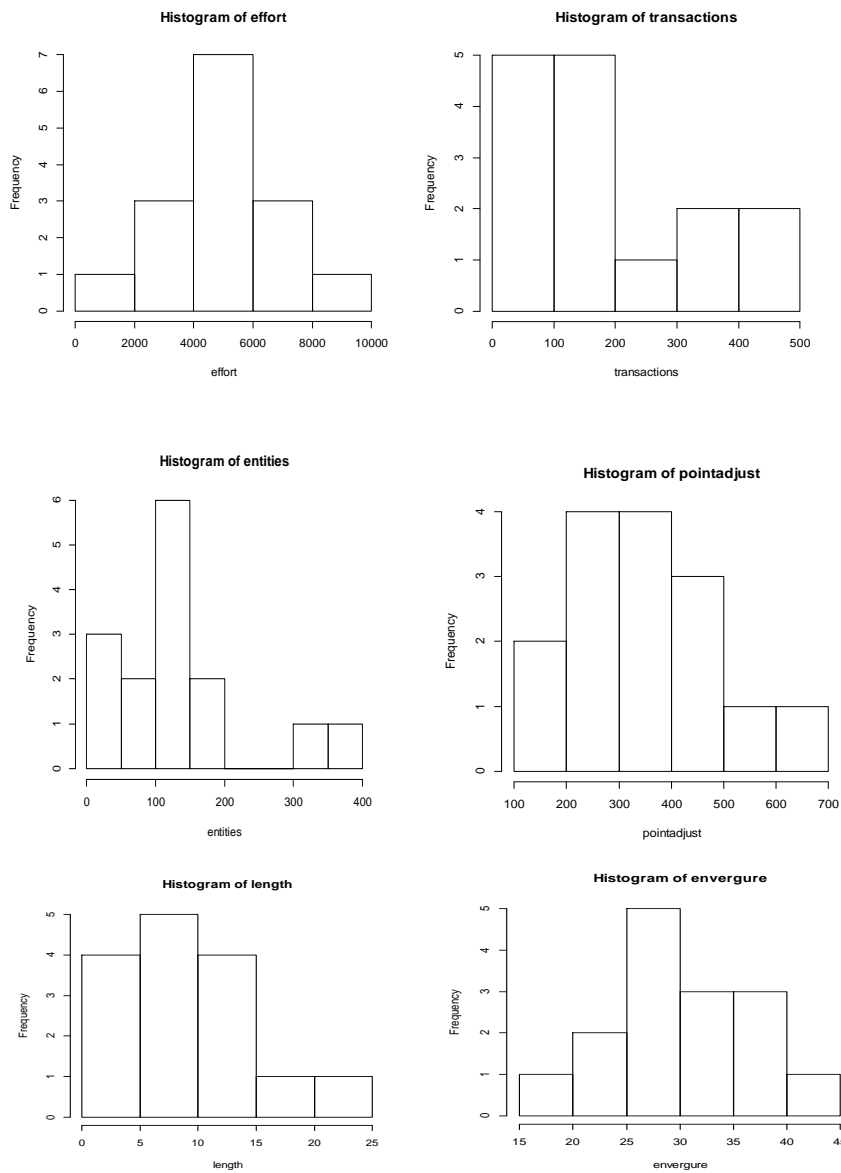 Histogram of effort
Frequency
0 1 2 3 4 5 6 7
0 2000 4000 6000 8000 10000
effort
Histogram of transactions
Frequency
0 1 2 3 4 5
0 100 200 300 400 500
transactions
Histogram of entities
Frequency
0 1 2 3 4 5 6
0 100 200 300 400
entities
Histogram of pointadjust
Frequency
0 1 2 3 4
100 200 300 400 500 600 700
pointadjust
Histogram of length
Frequency
0 1 2 3 4 5
0 5 10 15 20 25
length
Histogram of envergure
Frequency
0 1 2 3 4 5
15 20 25 30 35 40 45
envergure